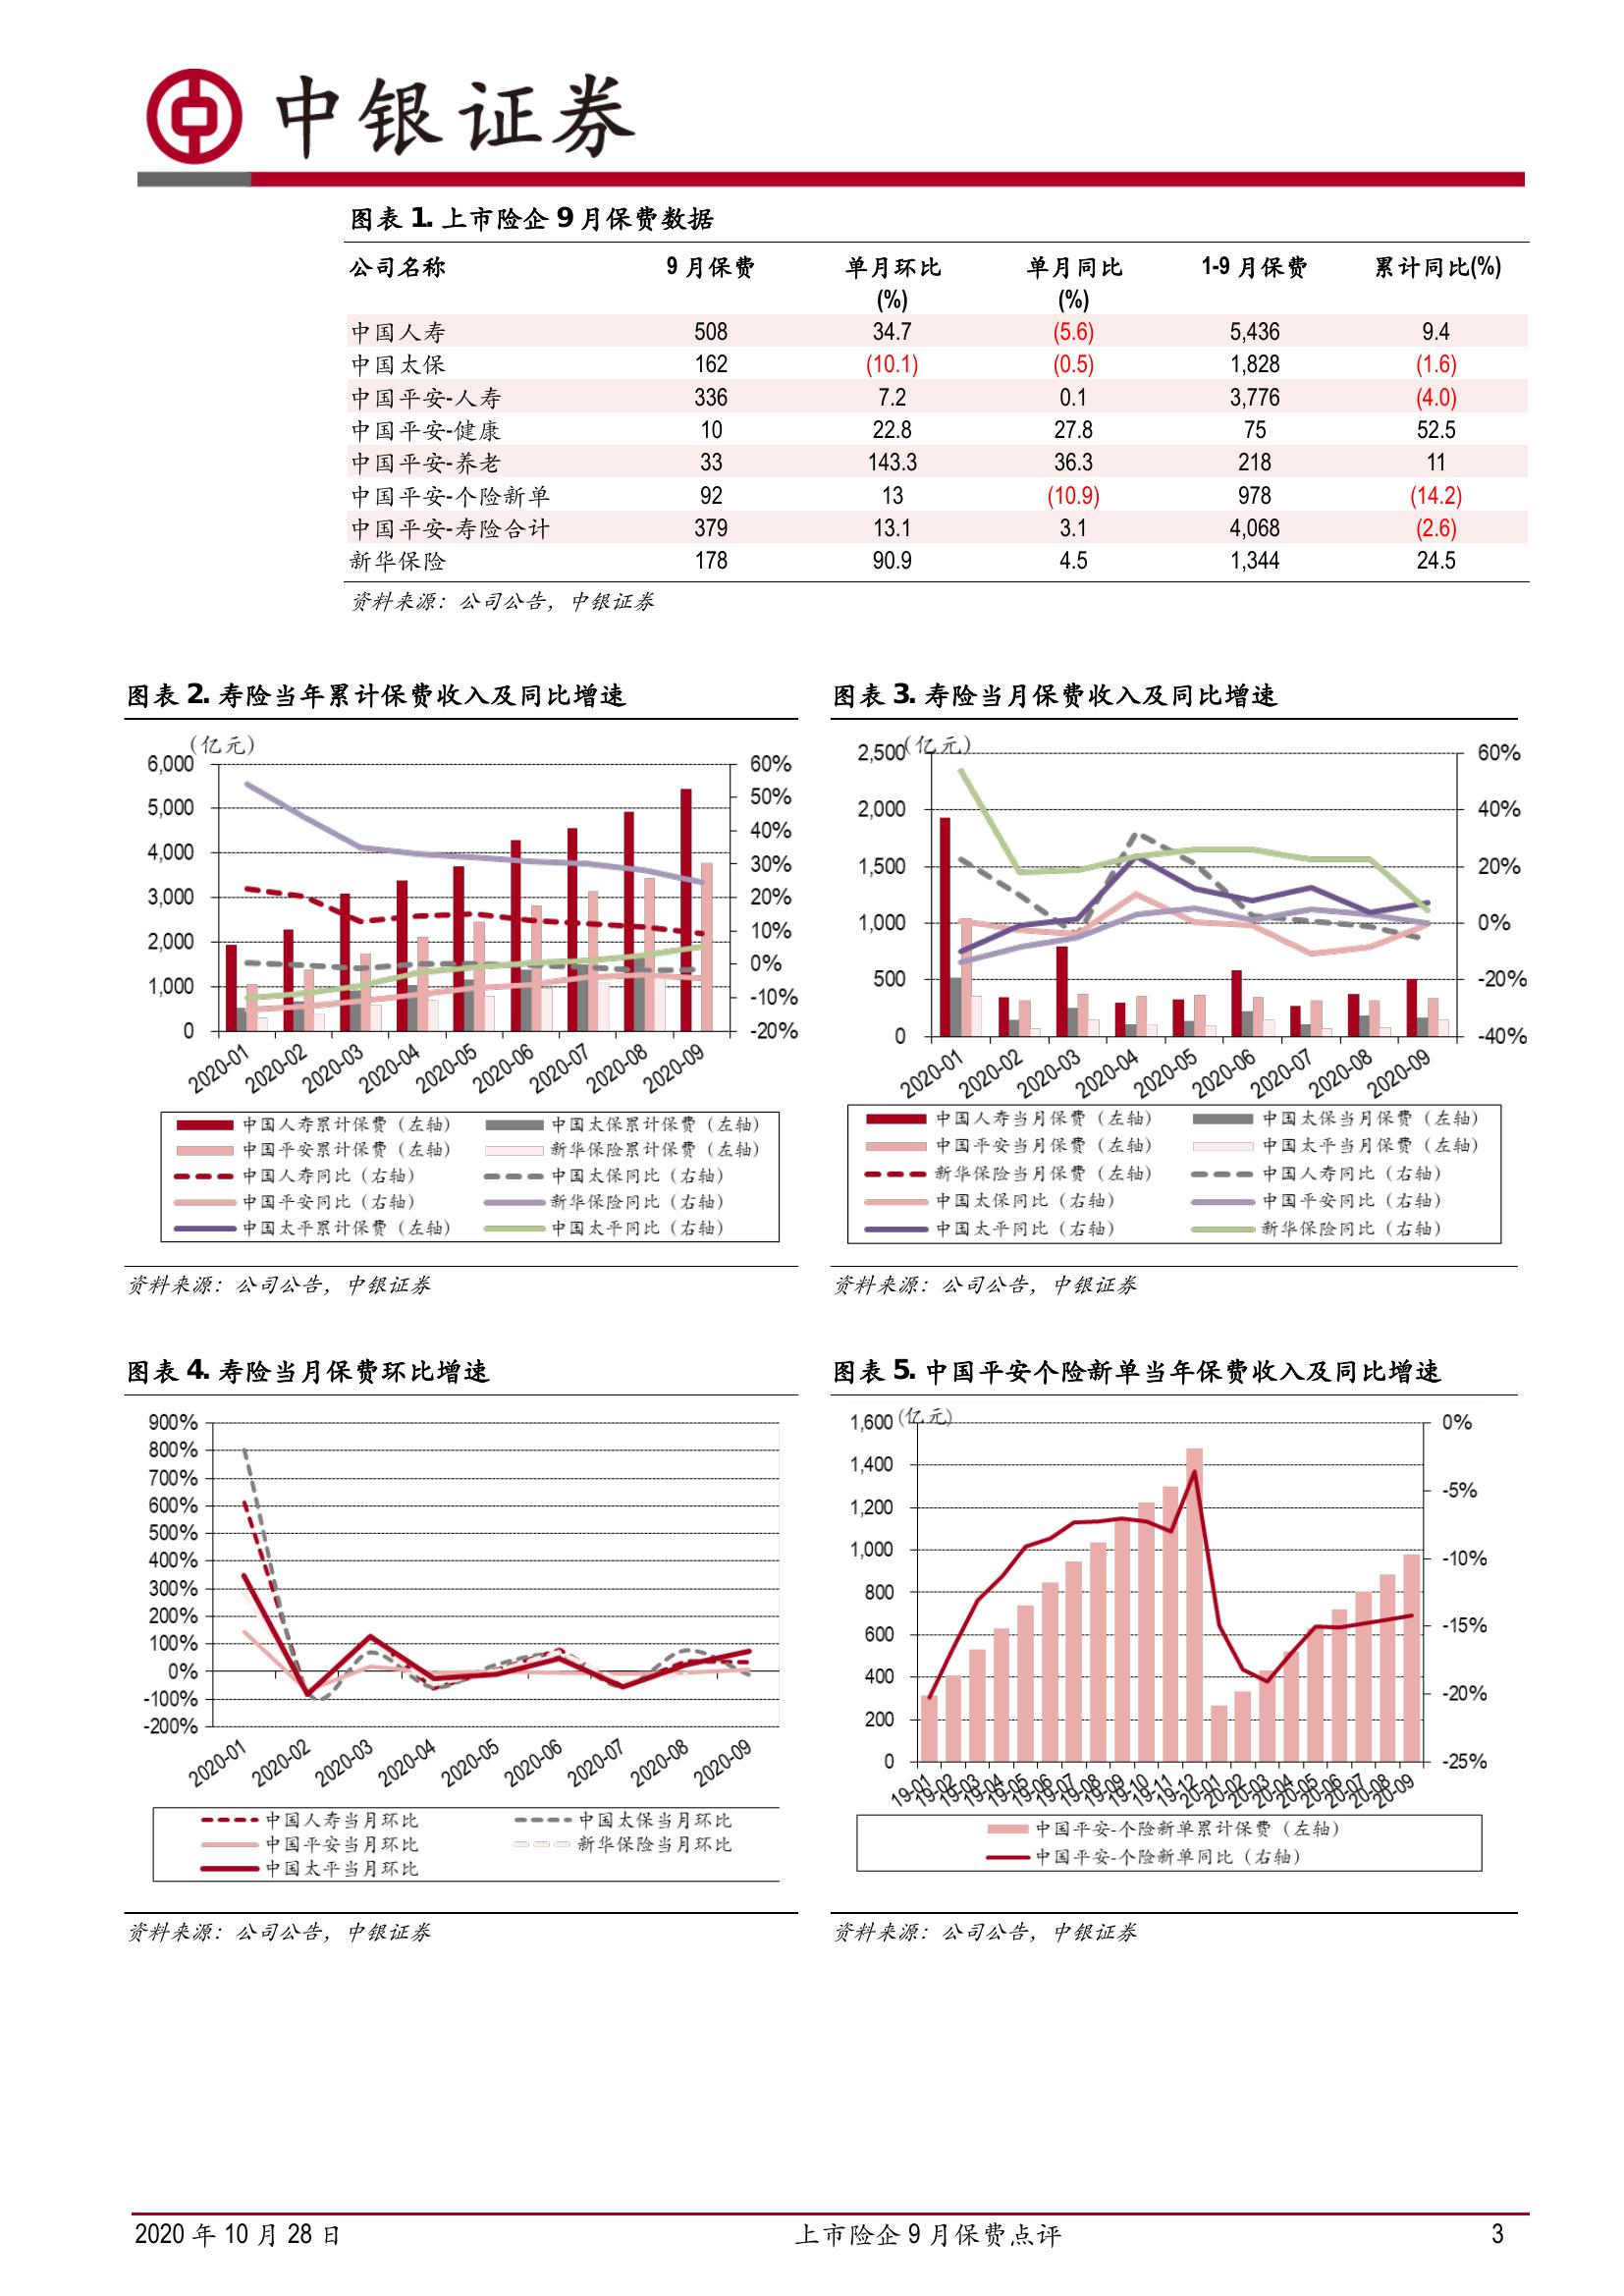 中银证券
图表 1. 上市险企 9 月保费数据
公司名称 9 月保费 单月环比 单月同比 1-9 月保费 累计同比(%)
(%) (%)
中国人寿 508 34.7 (5.6) 5,436 9.4
中国太保 162 (10.1) (0.5) 1,828 (1.6)
中国平安-人寿 336 7.2 0.1 3,776 (4.0)
中国平安-健康 10 22.8 27.8 75 52.5
中国平安-养老 33 143.3 36.3 218 11
中国平安-个险新单 92 13 (10.9) 978 (14.2)
中国平安-寿险合计 379 13.1 3.1 4,068 (2.6)
新华保险 178 90.9 4.5 1,344 24.5
资料来源：公司公告，中银证券
图表 2. 寿险当年累计保费收入及同比增速
(亿元)
6,000 60%
50%
5,000
40%
4,000
30%
3,000 20%
2,000 10%
0%
1,000
-10%
0 -20%
2020-01 2020-02 2020-03 2020-04 2020-05 2020-06 2020-07 2020-08 2020-09
中国人寿累计保费（左轴） 中国太保累计保费（左轴）
中国平安累计保费（左轴） 新华保险累计保费（左轴）
中国人寿同比（右轴） 中国太保同比（右轴）
中国平安同比（右轴） 新华保险同比（右轴）
中国太平累计保费（左轴） 中国太平同比（右轴）
资料来源：公司公告，中银证券
图表 3. 寿险当月保费收入及同比增速
(亿元)
2,500 60%
2,000 40%
1,500 20%
1,000 0%
500 -20%
0 -40%
2020-01 2020-02 2020-03 2020-04 2020-05 2020-06 2020-07 2020-08 2020-09
中国人寿当月保费（左轴） 中国太保当月保费（左轴）
中国平安当月保费（左轴） 中国太平当月保费（左轴）
新华保险当月保费（左轴） 中国人寿同比（右轴）
中国太保同比（右轴） 中国平安同比（右轴）
中国太平同比（右轴） 新华保险同比（右轴）
资料来源：公司公告，中银证券
图表 4. 寿险当月保费环比增速
900%
800%
700%
600%
500%
400%
300%
200%
100%
0%
-100%
-200%
2020-01 2020-02 2020-03 2020-04 2020-05 2020-06 2020-07 2020-08 2020-09
中国人寿当月环比 中国太保当月环比
中国平安当月环比 新华保险当月环比
中国太平当月环比
资料来源：公司公告，中银证券
图表 5. 中国平安个险新单当年保费收入及同比增速
(亿元)
1,600 0%
1,400
-5%
1,200
1,000
-10%
800
-15%
600
400
-20%
200
0 -25%
19-01 19-02 19-03 19-04 19-05 19-06 19-07 19-08 19-09 19-10 19-11 19-12 20-01 20-02 20-03 20-04 20-05 20-06 20-07 20-08 20-09
中国平安-个险新单累计保费（左轴）
中国平安-个险新单同比（右轴）
资料来源：公司公告，中银证券
2020 年 10 月 28 日 上市险企 9 月保费点评 3